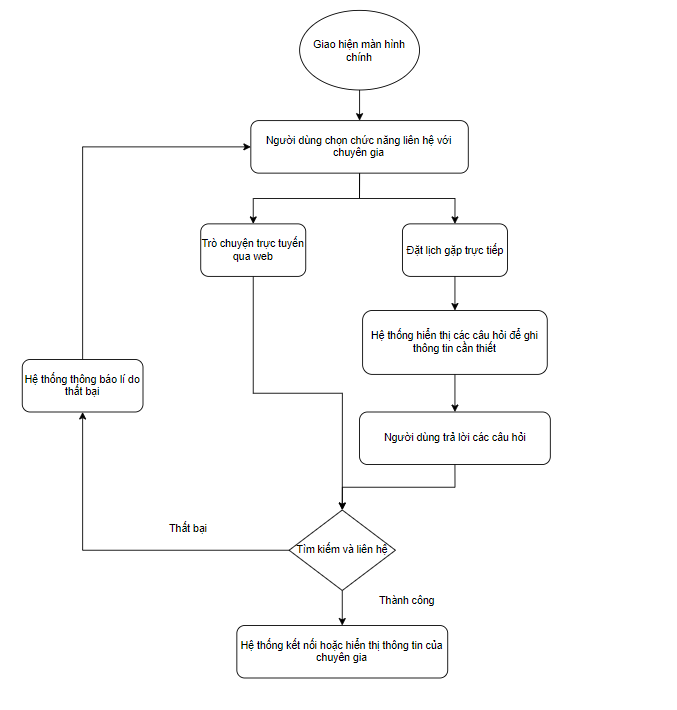 Giao hiện màn hình
chính
Người dùng chọn chức năng liên hệ với
chuyên gia
Trò chuyện trực tuyến
qua web
Đặt lịch gặp trực tiếp
Hệ thống hiển thị các câu hỏi để ghi
thông tin cần thiết
Hệ thống thông báo lí do
thất bại
Người dùng trả lời các câu hỏi
Thất bại
Tìm kiếm và liên hệ
Thành công
Hệ thống kết nối hoặc hiển thị thông tin của
chuyên gia